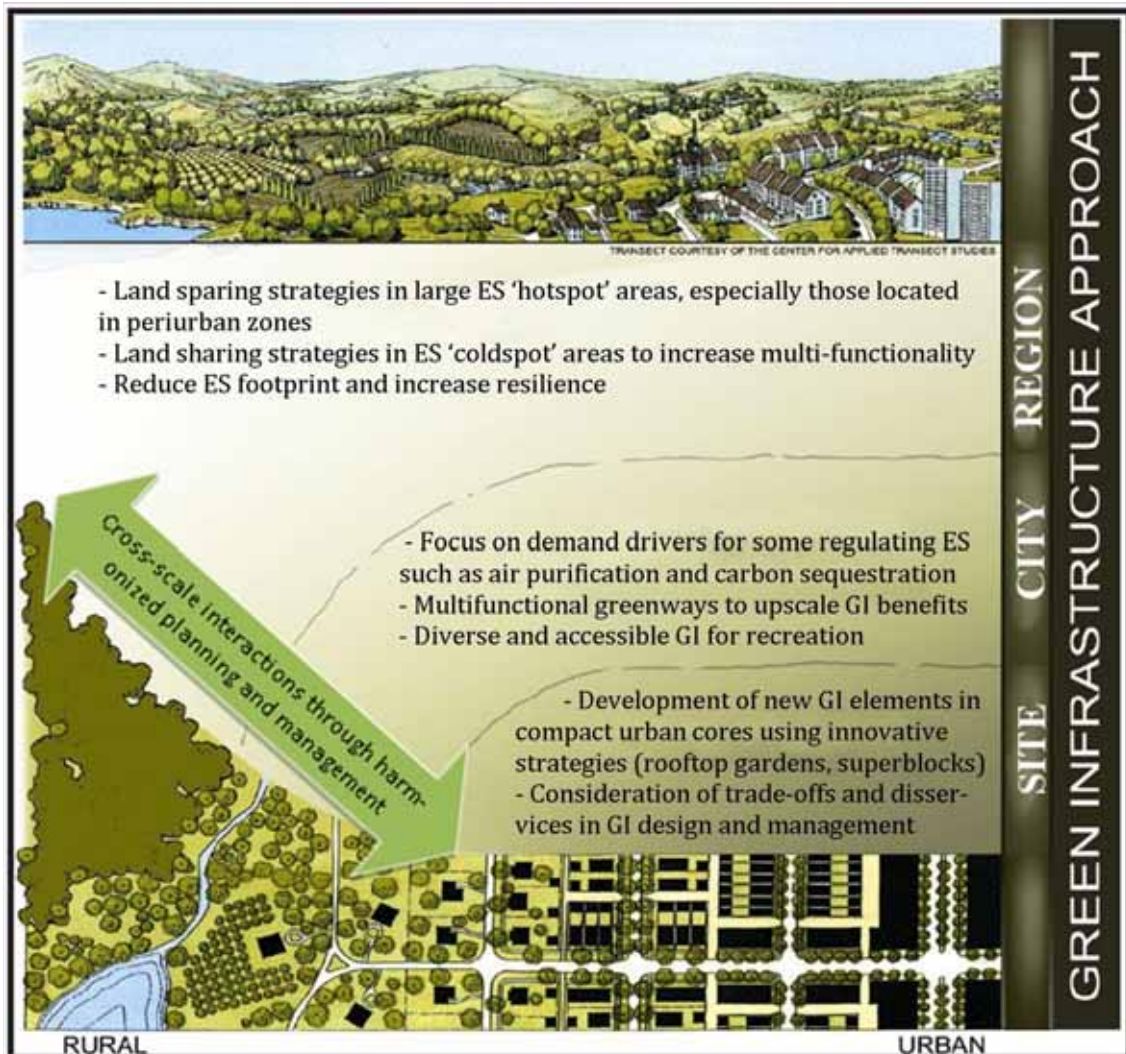 TRANSECT COURTESY OF THE CENTER FOR APPLIED TRANSECT STUDIES
- Land sparing strategies in large ES ‘hotspot’ areas, especially those located
in periurban zones
- Land sharing strategies in ES ‘coldspot’ areas to increase multi-functionality
- Reduce ES footprint and increase resilience
Cross-scale interactions through harm-
onized planning and management
- Focus on demand drivers for some regulating ES
such as air purification and carbon sequestration
- Multifunctional greenways to upscale GI benefits
- Diverse and accessible GI for recreation
- Development of new GI elements in
compact urban cores using innovative
strategies (rooftop gardens, superblocks)
- Consideration of trade-offs and disser-
vices in GI design and management
REGION
CITY
SITE
GREEN INFRASTRUCTURE APPROACH
RURAL
URBAN